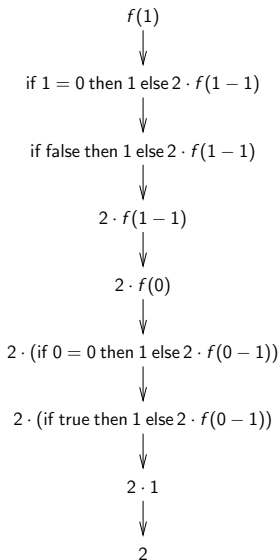 f(1)
if 1 = 0 then 1 else 2 · f(1 − 1)
if false then 1 else 2 · f(1 − 1)
2 · f(1 − 1)
2 · f(0)
2 · (if 0 = 0 then 1 else 2 · f(0 − 1))
2 · (if true then 1 else 2 · f(0 − 1))
2 · 1
2